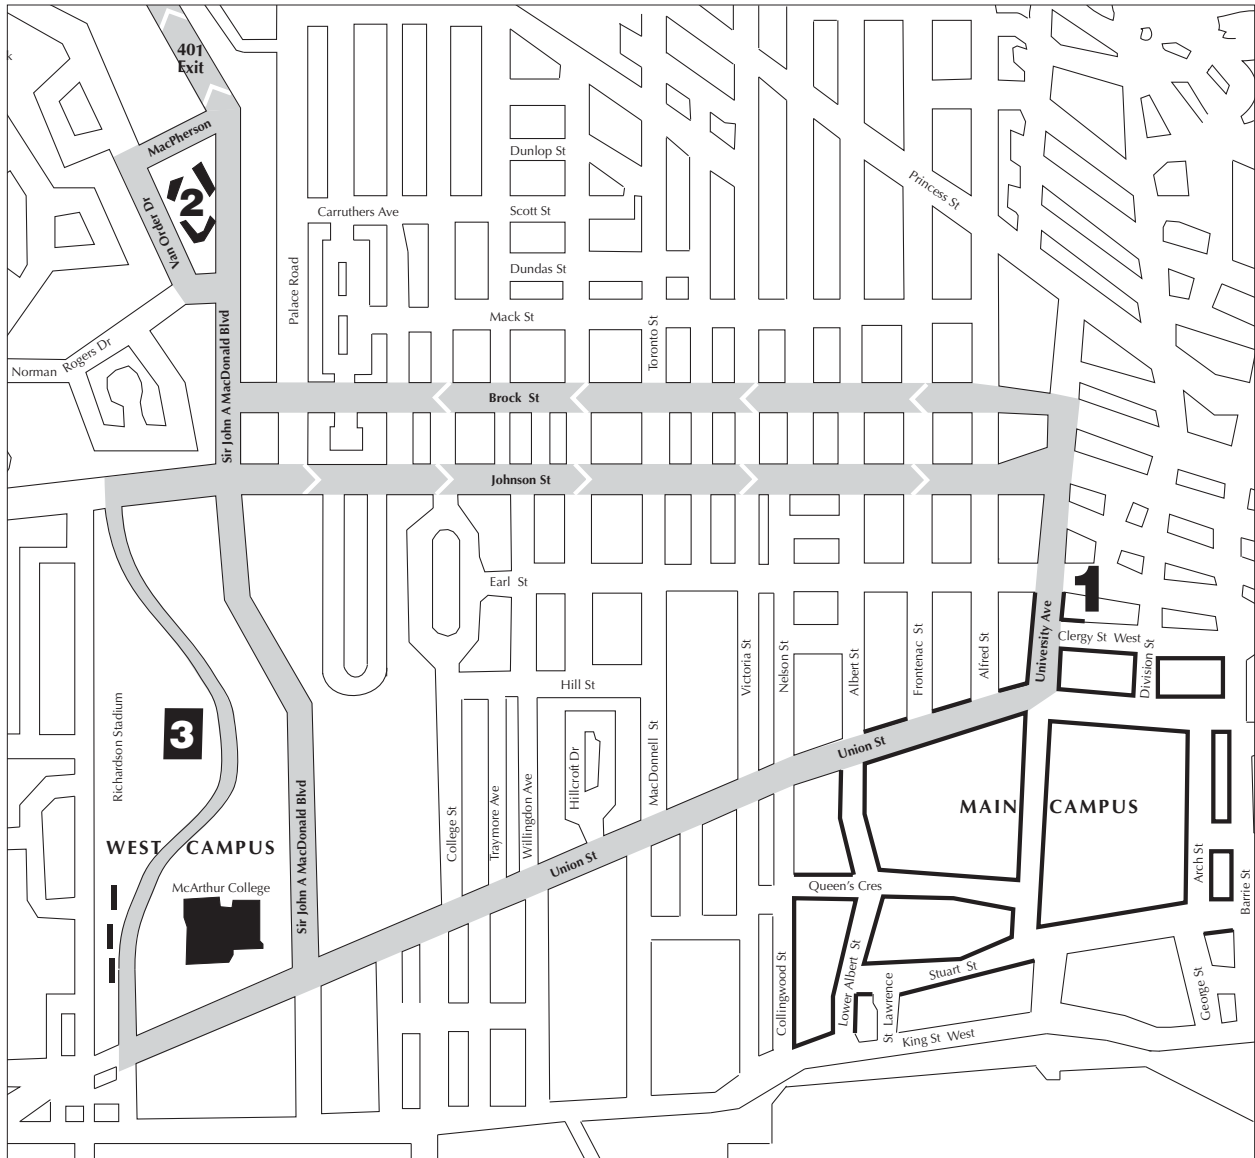 k
401
Exit
MacPherson
2
Van Order Dr
Dunlop St
Princess St
Carruthers Ave
Scott St
Dundas St
Palace Road
Mack St
Toronto St
Norman Rogers Dr
Sir John A MacDonald Blvd
Brock St
Johnson St
Earl St
1
University Ave
Clergy St West
Division St
Victoria St
Nelson St
Albert St
Frontenac St
Alfred St
Hill St
Richardson Stadium
3
Union St
MacDonnell St
Hillcroft Dr
Willingdon Ave
Traymore Ave
College St
Sir John A MacDonald Blvd
MAIN CAMPUS
WEST CAMPUS
Union St
Arch St
Barrie St
McArthur College
Queen's Cres
Collingwood St
Lower Albert St
St Lawrence
Stuart St
George St
King St West